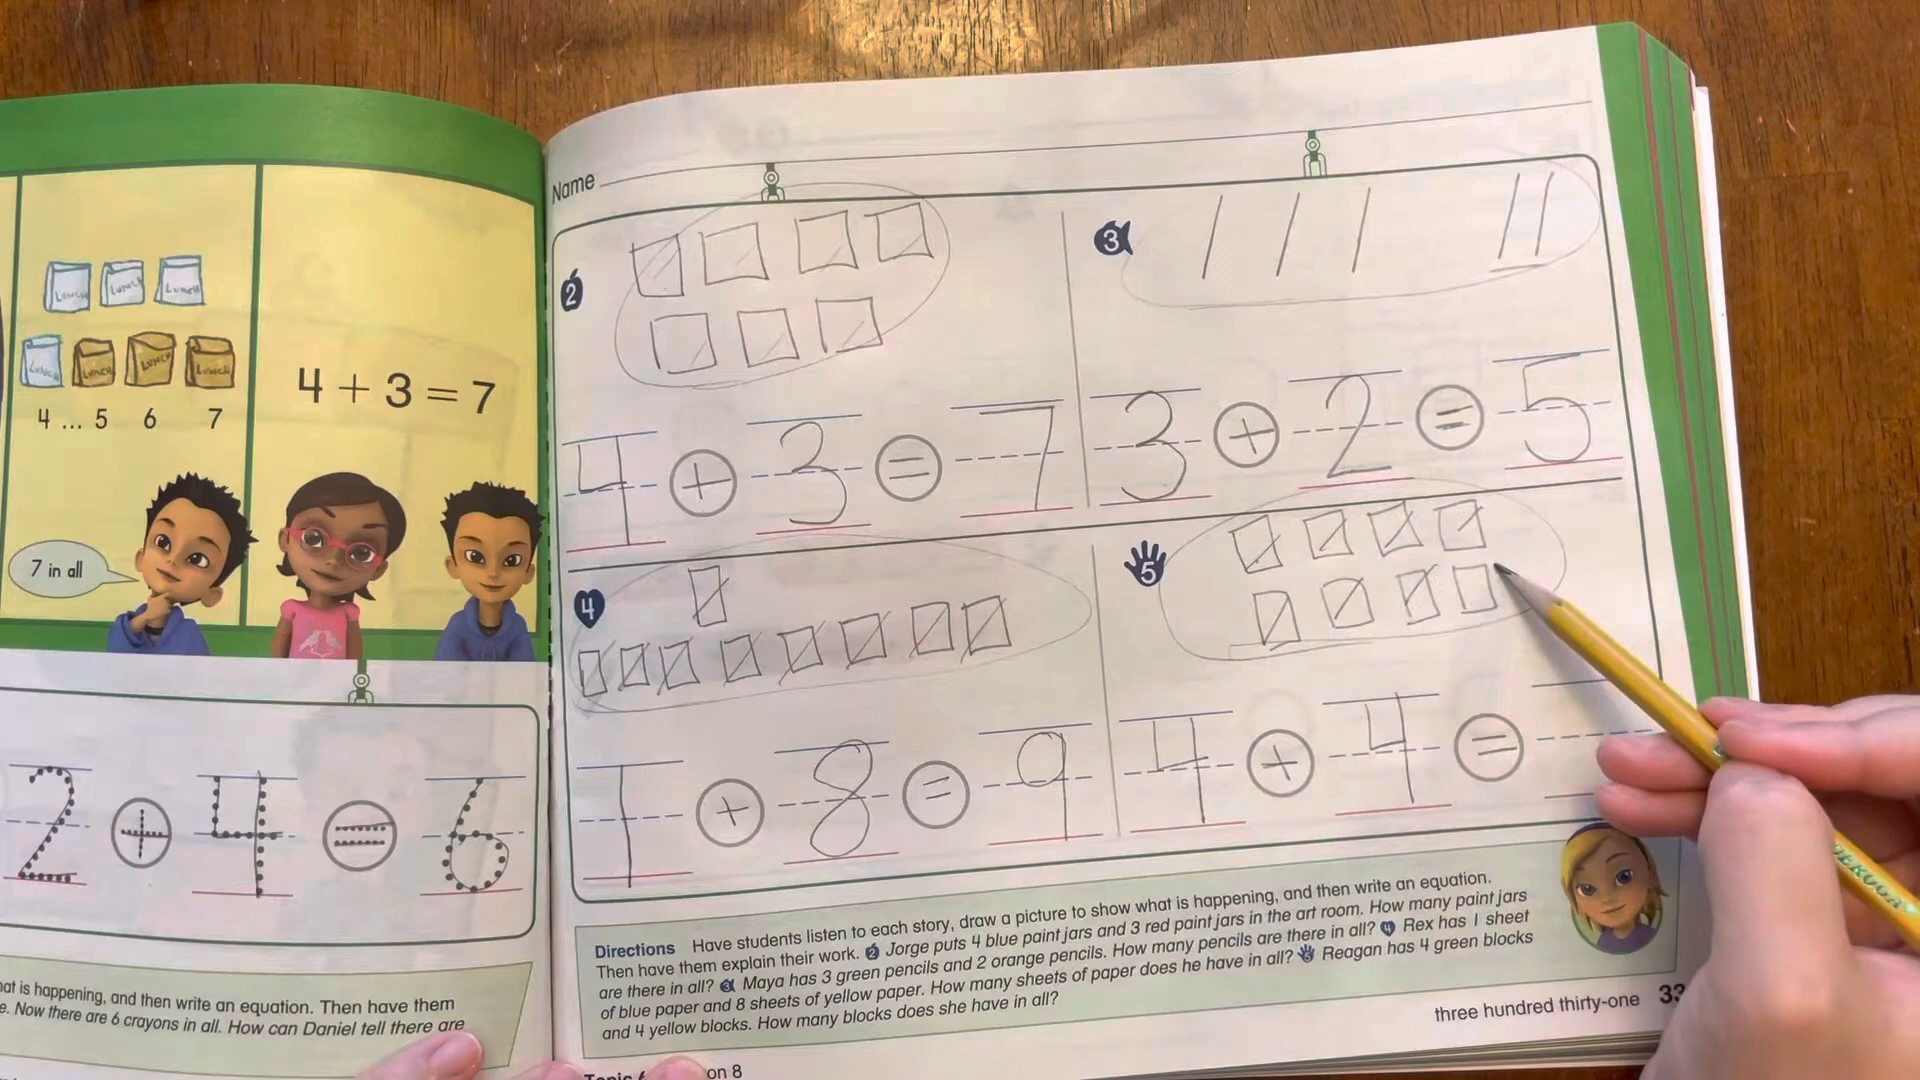 LUNCH LUNCH LUNCH
LUNCH LUNCH LUNCH LUNCH
4 ... 5 6 7
4 + 3 = 7
7 in all
2 + 4 = 6
at is happening, and then write an equation. Then have them
e. Now there are 6 crayons in all. How can Daniel tell there are
Name
2
4 + 3 = 7
3
3 + 2 = 5
4
1 + 8 = 9
5
4 + 4 =
Directions Have students listen to each story, draw a picture to show what is happening, and then write an equation.
Then have them explain their work. 2 Jorge puts 4 blue paint jars and 3 red paint jars in the art room. How many paint jars
are there in all? 3 Maya has 3 green pencils and 2 orange pencils. How many pencils are there in all? 4 Rex has 1 sheet
of blue paper and 8 sheets of yellow paper. How many sheets of paper does he have in all? 5 Reagan has 4 green blocks
and 4 yellow blocks. How many blocks does she have in all?
on 8
three hundred thirty-one 33